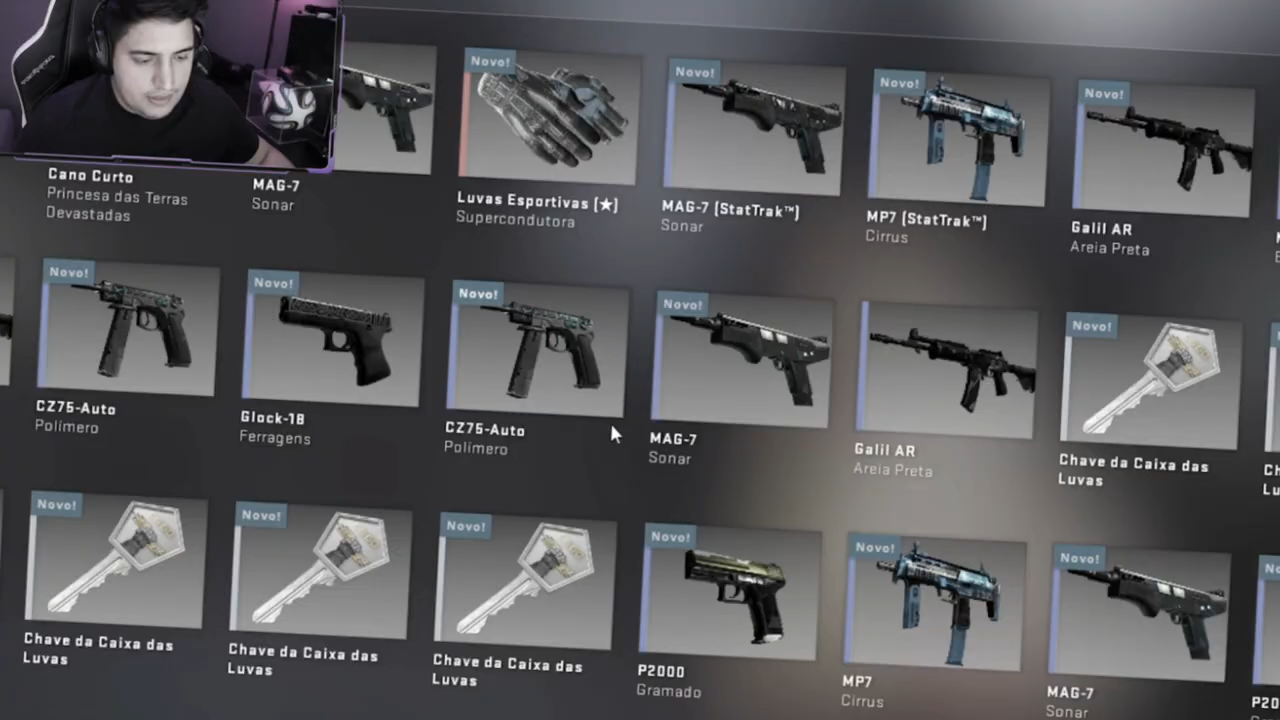 Novo!
Novo!
Novo!
Novo!
Cano Curto
Princesa das Terras
Devastadas
MAG-7
Sonar
Luvas Esportivas (★)
Supercondutora
MAG-7 (StatTrak™)
Sonar
MP7 (StatTrak™)
Cirrus
Galil AR
Areia Preta
Novo!
Novo!
Novo!
Novo!
Novo!
CZ75-Auto
Polímero
Glock-18
Ferragens
CZ75-Auto
Polímero
MAG-7
Sonar
Galil AR
Areia Preta
Chave da Caixa das
Luvas
Novo!
Novo!
Novo!
Novo!
Novo!
Novo!
Chave da Caixa das
Luvas
Chave da Caixa das
Luvas
Chave da Caixa das
Luvas
P2000
Gramado
MP7
Cirrus
MAG-7
Sonar